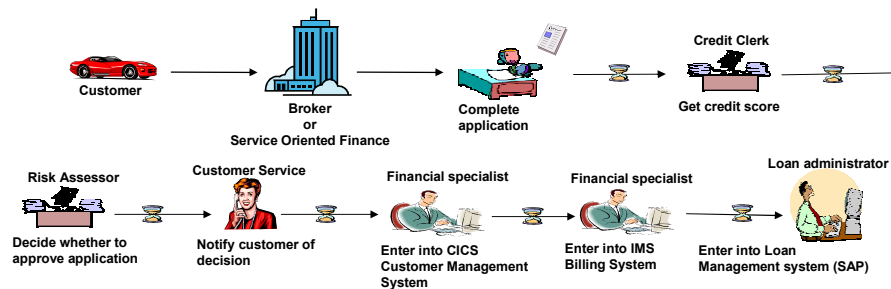 Customer
Broker
or
Service Oriented Finance
Complete
application
Credit Clerk
Get credit score
Risk Assessor
Decide whether to
approve application
Customer Service
Notify customer of
decision
Financial specialist
Enter into CICS
Customer Management
System
Financial specialist
Enter into IMS
Billing System
Loan administrator
Enter into Loan
Management system (SAP)